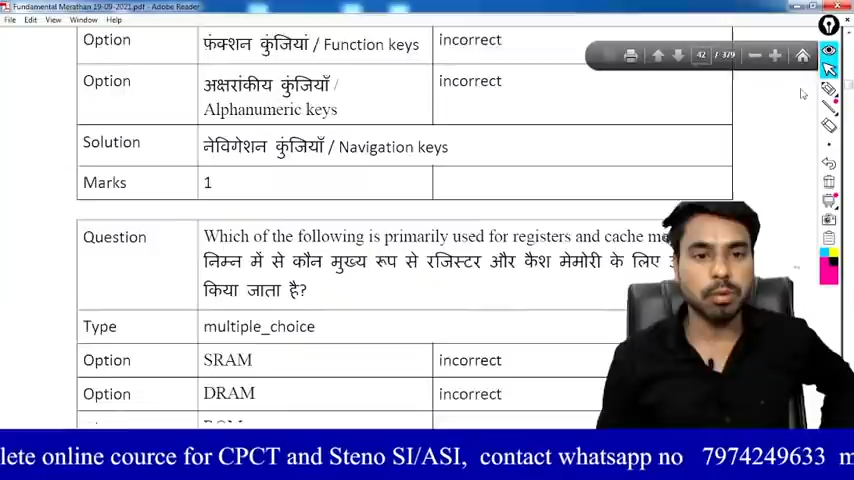 Fundamental Merathan 19-09-2021.pdf - Adobe Reader
File Edit View Window Help
42 / 379
Option फ़ंक्शन कुंजियां / Function keys incorrect
Option अक्षरांकीय कुंजियाँ / incorrect
Alphanumeric keys
Solution नेविगेशन कुंजियाँ / Navigation keys
Marks 1
Question Which of the following is primarily used for registers and cache
निम्न में से कौन मुख्य रूप से रजिस्टर और कैश मेमोरी के लिए
किया जाता है?
Type multiple_choice
Option SRAM incorrect
Option DRAM incorrect
lete online cource for CPCT and Steno SI/ASI, contact whatsapp no 7974249633